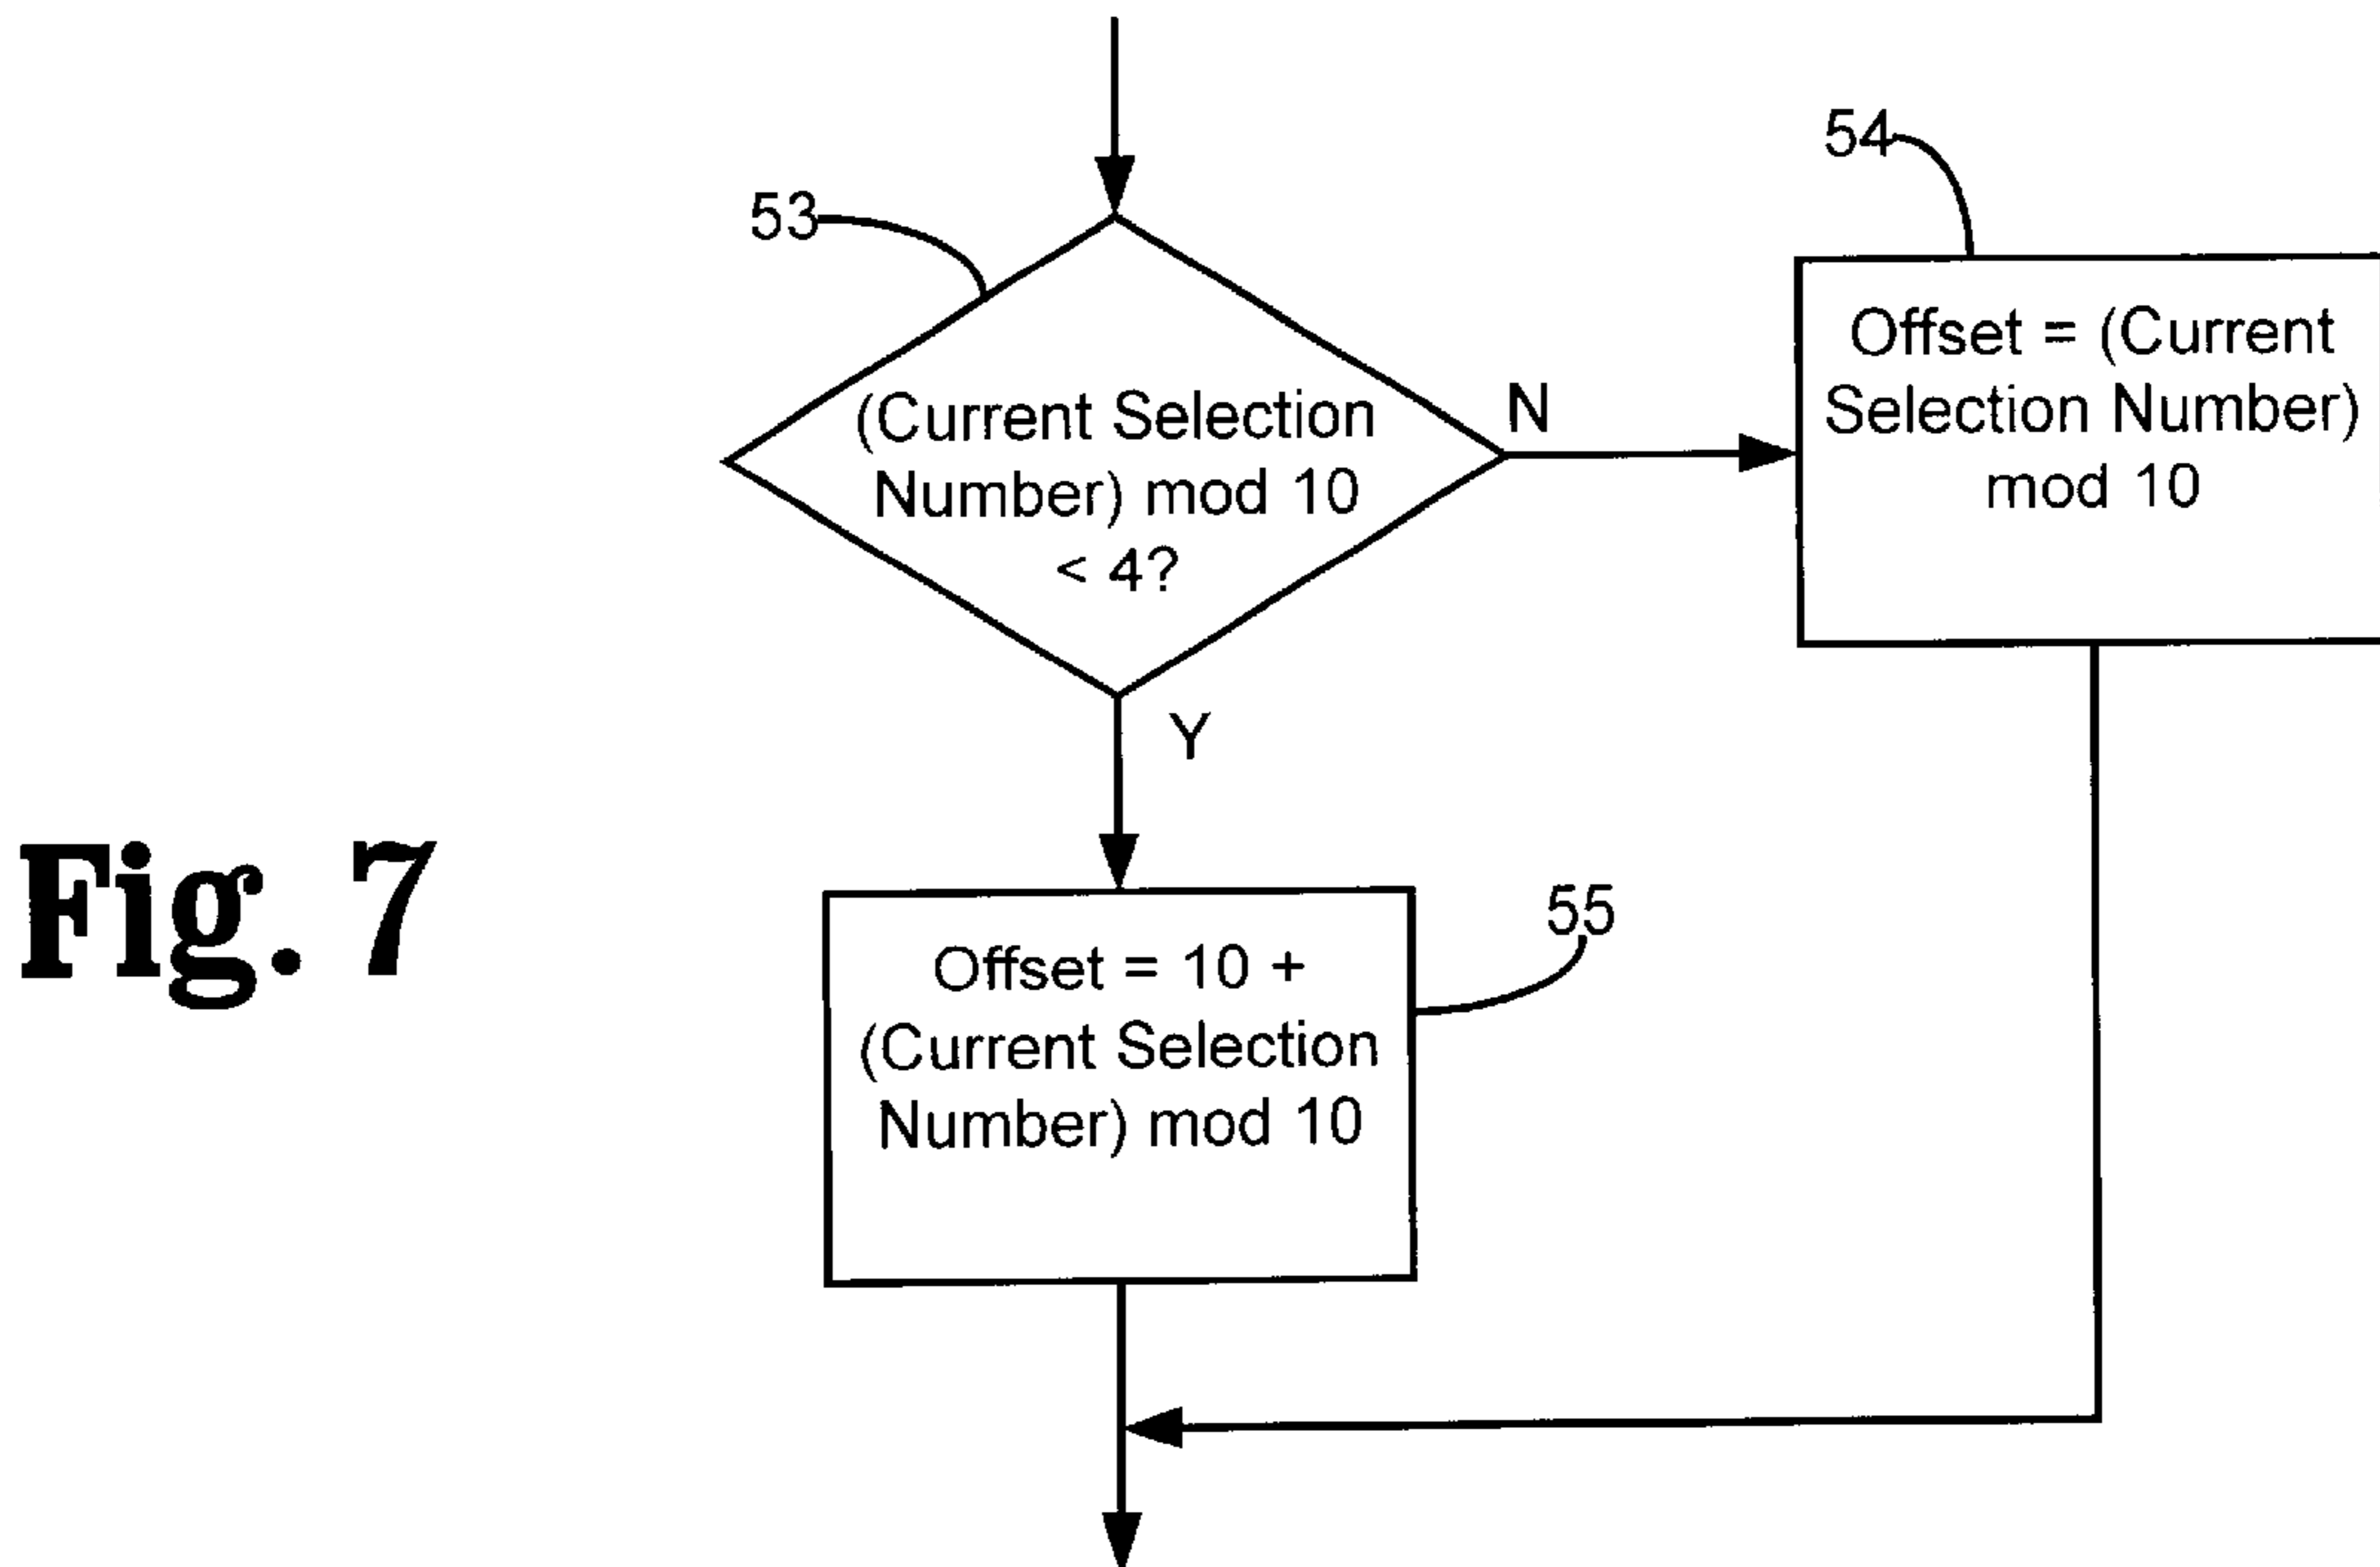 54
53
Offset = (Current
Selection Number)
mod 10
N
(Current Selection
Number) mod 10
< 4?
Y
Fig. 7
55
Offset = 10 +
(Current Selection
Number) mod 10